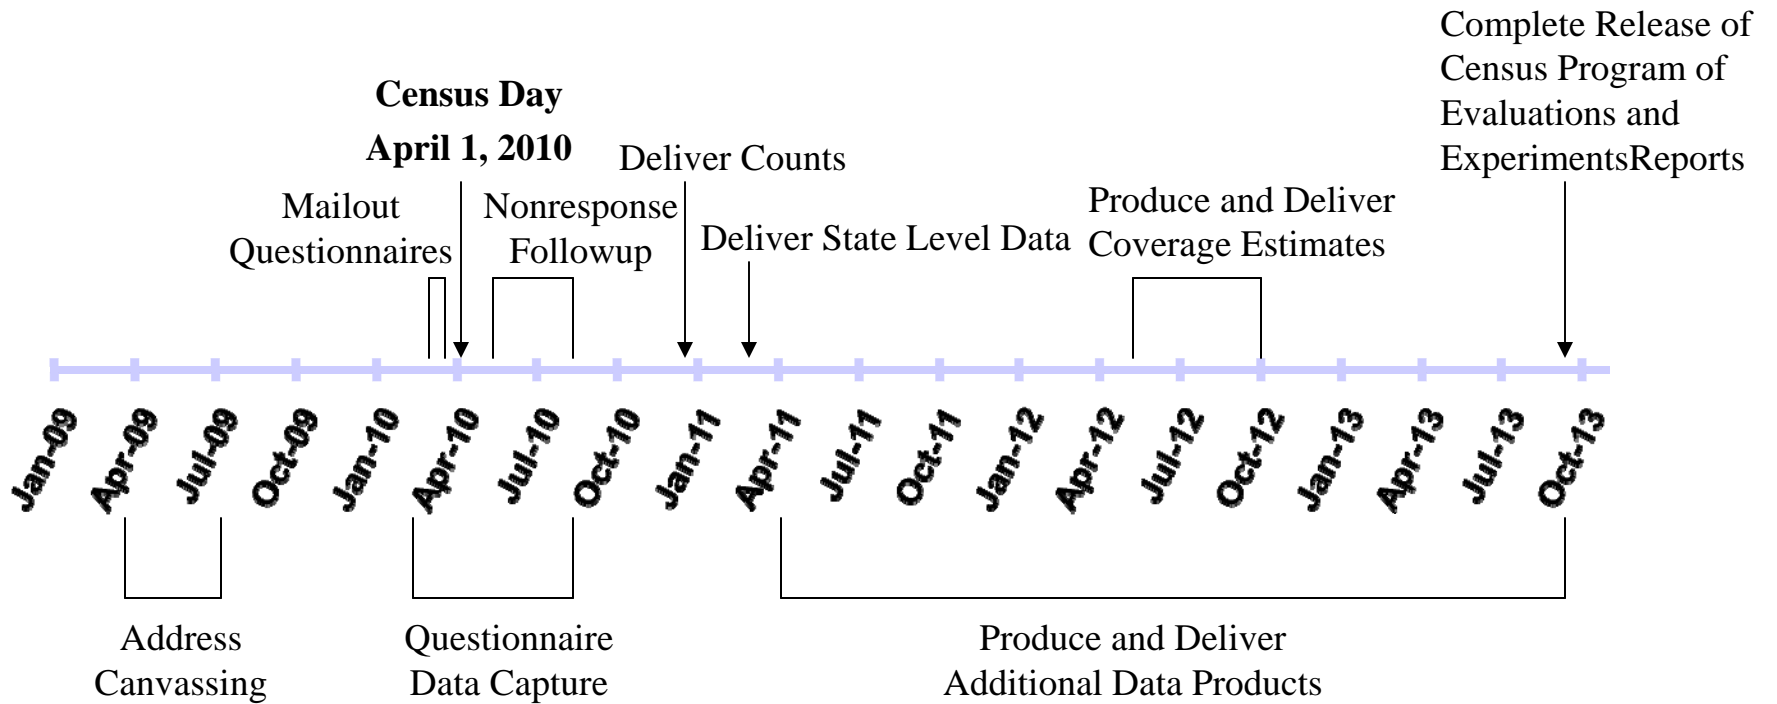 Complete Release of
Census Program of
Evaluations and
ExperimentsReports
Census Day
April 1, 2010
Deliver Counts
Mailout
Questionnaires
Nonresponse
Followup
Deliver State Level Data
Produce and Deliver
Coverage Estimates
Jan-09
Apr-09
Jul-09
Oct-09
Jan-10
Apr-10
Jul-10
Oct-10
Jan-11
Apr-11
Jul-11
Oct-11
Jan-12
Apr-12
Jul-12
Oct-12
Jan-13
Apr-13
Jul-13
Oct-13
Address
Canvassing
Questionnaire
Data Capture
Produce and Deliver
Additional Data Products